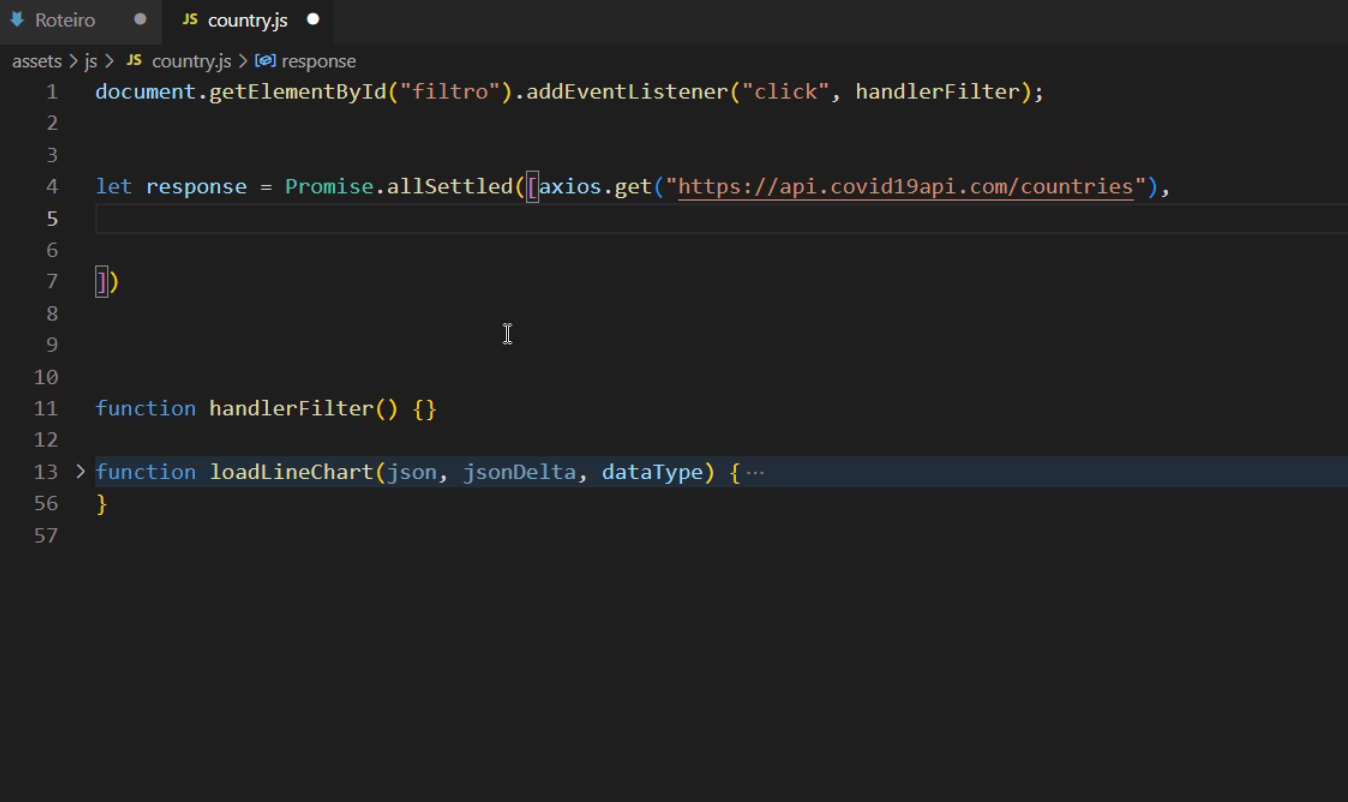 Roteiro
JS country.js
assets > js > JS country.js > response
1 document.getElementById("filtro").addEventListener("click", handlerFilter);
2
3
4 let response = Promise.allSettled([axios.get("https://api.covid19api.com/countries"),
5
6
7 ])
8
9
10
11 function handlerFilter() {}
12
13 > function loadLineChart(json, jsonDelta, dataType) { ...
56 }
57